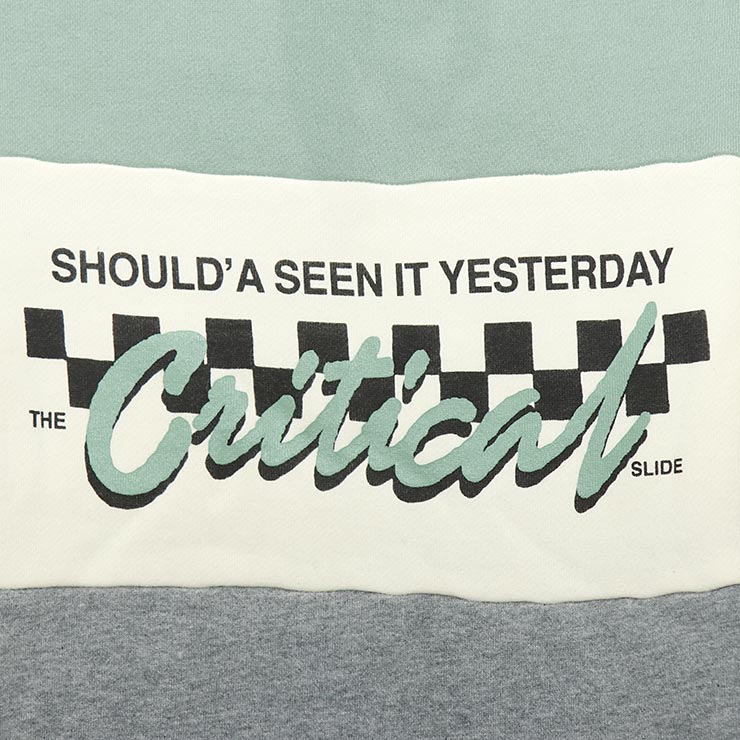 SHOULD'A SEEN IT YESTERDAY
THE Critical SLIDE